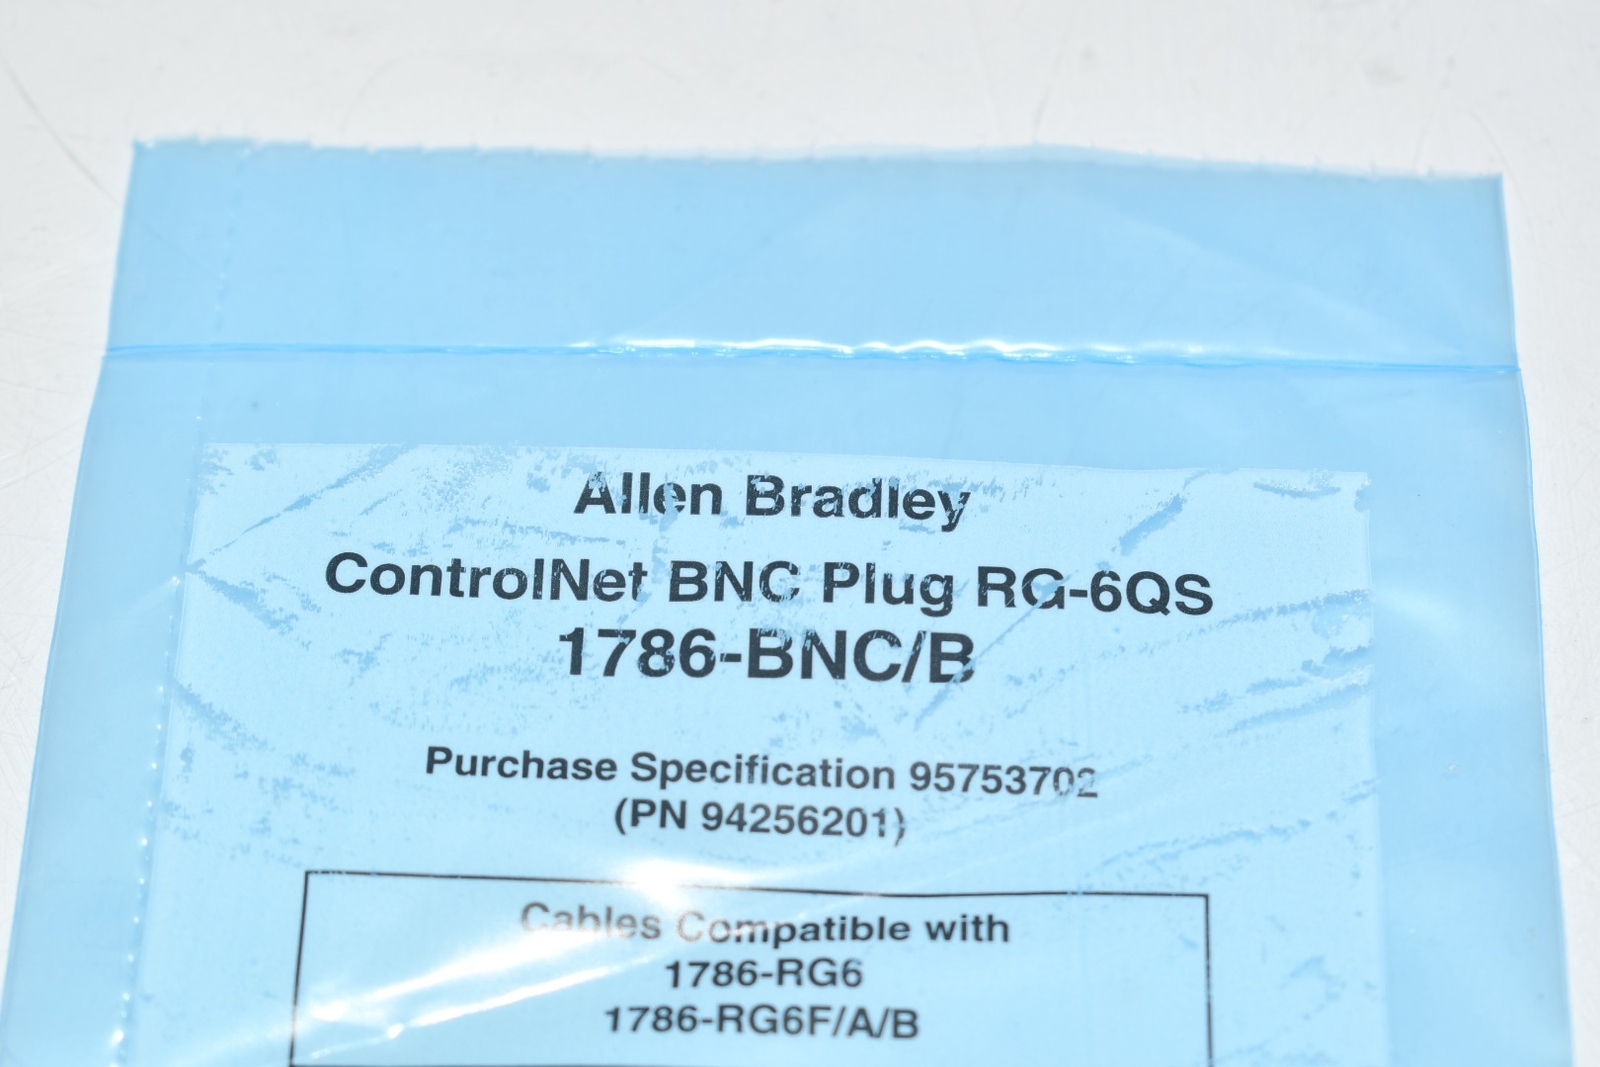 Allen Bradley
ControlNet BNC Plug RG-6QS
1786-BNC/B
Purchase Specification 95753702
(PN 94256201)
Cables Compatible with
1786-RG6
1786-RG6F/A/B